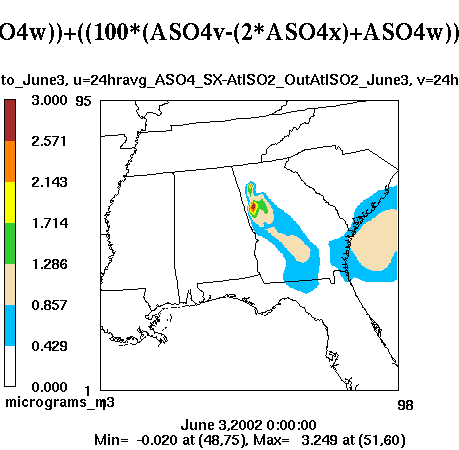 O4w))+((100*(ASO4v-(2*ASO4x)+ASO4w))
to_June3, u=24hravg_ASO4_SX-AtlSO2_OutAtlSO2_June3, v=24h
3.000
2.571
2.143
1.714
1.286
0.857
0.429
0.000
micrograms_m3
95
1
1
98
June 3,2002 0:00:00
Min= -0.020 at (48,75), Max= 3.249 at (51,60)